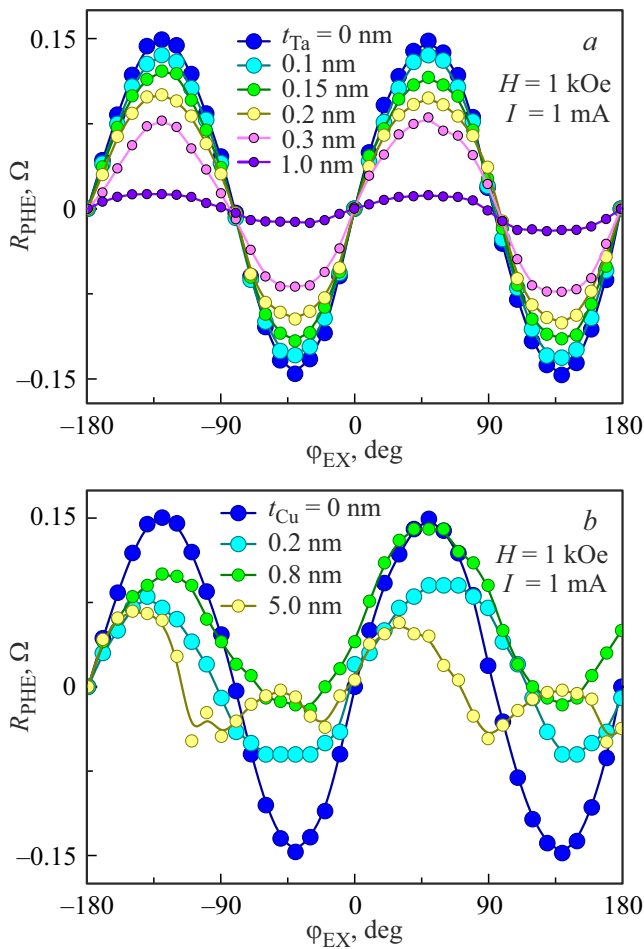 0.15
0
–0.15
R_PHE, Ω
t_Ta = 0 nm
0.1 nm
0.15 nm
0.2 nm
0.3 nm
1.0 nm
a
H = 1 kOe
I = 1 mA
–180
–90
0
90
180
φ_EX, deg
0.15
0
–0.15
R_PHE, Ω
t_Cu = 0 nm
0.2 nm
0.8 nm
5.0 nm
b
H = 1 kOe
I = 1 mA
–180
–90
0
90
180
φ_EX, deg